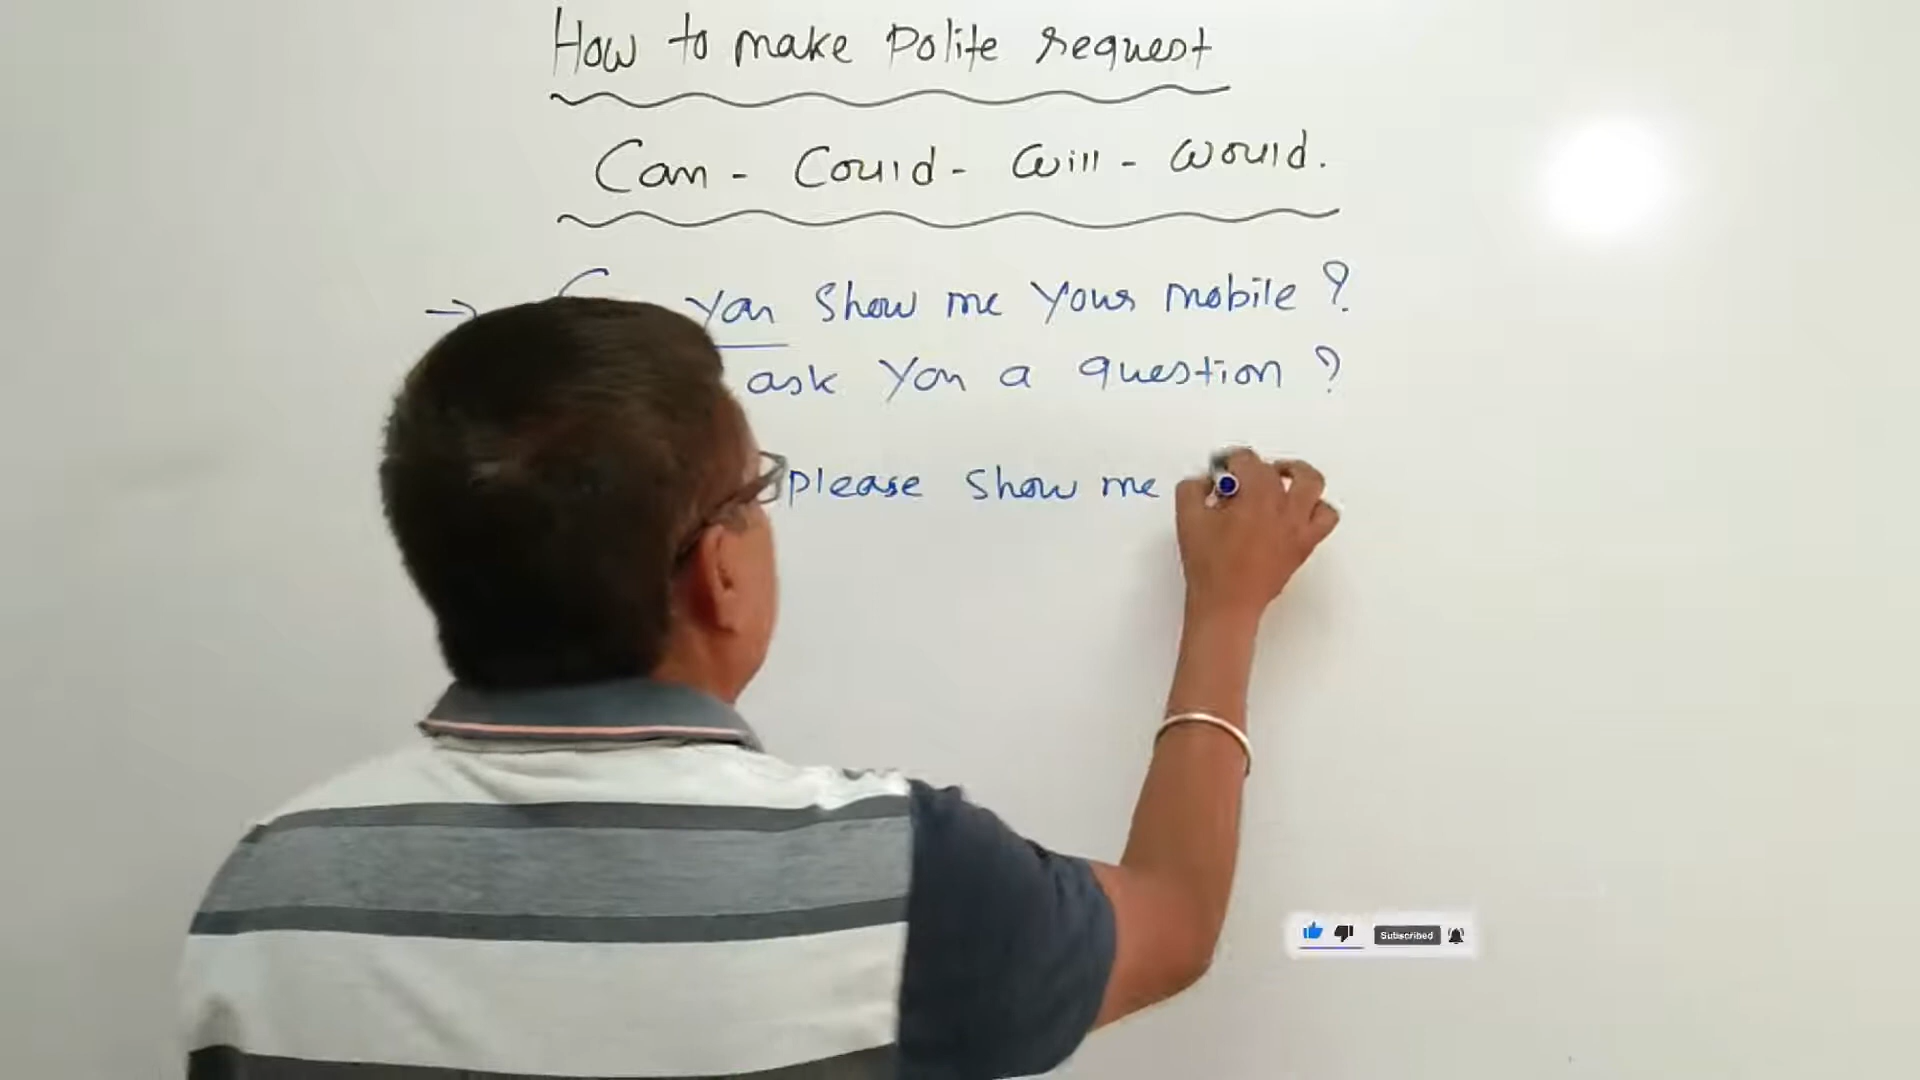 How to make Polite request
Can - Could - Will - Would.
→ you show me your mobile ?
ask you a question ?
please show me
Subscribed